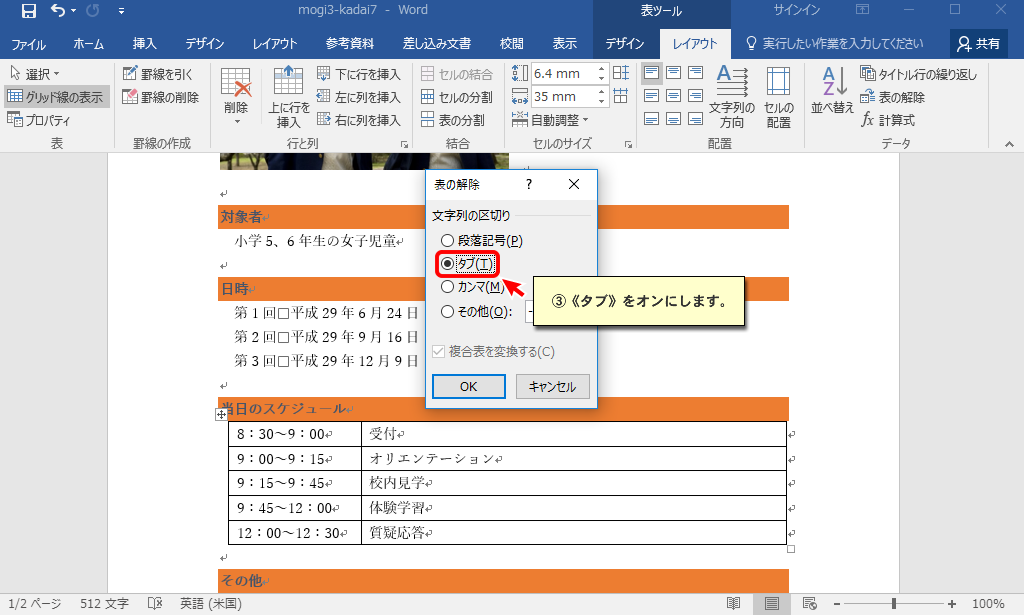 mogi3-kadai7 - Word
表ツール
サインイン
ファイル ホーム 挿入 デザイン レイアウト 参考資料 差し込み文書 校閲 表示 デザイン レイアウト 実行したい作業を入力してください 共有
選択
グリッド線の表示
プロパティ
表
罫線を引く
罫線の削除
罫線の作成
削除
上に行を
挿入
下に行を挿入
左に列を挿入
右に列を挿入
行と列
セルの結合
セルの分割
表の分割
結合
6.4 mm
35 mm
自動調整
セルのサイズ
文字列の
方向
セルの
配置
配置
並べ替え
タイトル行の繰り返し
表の解除
計算式
データ
対象者
小学 5、6 年生の女子児童
日時
第 1 回□平成 29 年 6 月 24 日
第 2 回□平成 29 年 9 月 16 日
第 3 回□平成 29 年 12 月 9 日
表の解除 ?
文字列の区切り
段落記号(P)
タブ(T)
カンマ(M)
その他(O): -
複合表を変換する(C)
OK キャンセル
③《タブ》をオンにします。
当日のスケジュール
8：30～9：00 受付
9：00～9：15 オリエンテーション
9：15～9：45 校内見学
9：45～12：00 体験学習
12：00～12：30 質疑応答
その他
1/2 ページ 512 文字 英語 (米国) 100%